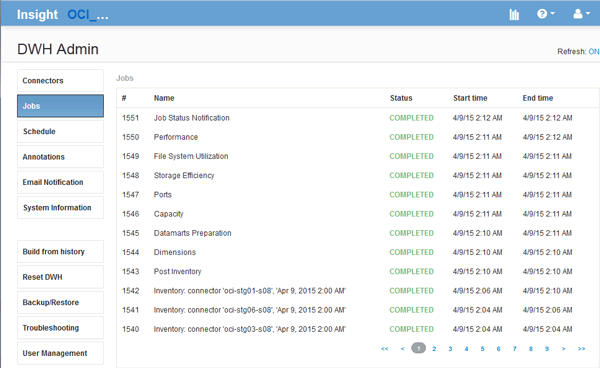 Insight OCI_...
DWH Admin
Refresh: ON
Connectors
Jobs
Schedule
Annotations
Email Notification
System Information
Build from history
Reset DWH
Backup/Restore
Troubleshooting
User Management
Jobs
# Name Status Start time End time
1551 Job Status Notification COMPLETED 4/9/15 2:12 AM 4/9/15 2:12 AM
1550 Performance COMPLETED 4/9/15 2:11 AM 4/9/15 2:12 AM
1549 File System Utilization COMPLETED 4/9/15 2:11 AM 4/9/15 2:11 AM
1548 Storage Efficiency COMPLETED 4/9/15 2:11 AM 4/9/15 2:11 AM
1547 Ports COMPLETED 4/9/15 2:11 AM 4/9/15 2:11 AM
1546 Capacity COMPLETED 4/9/15 2:11 AM 4/9/15 2:11 AM
1545 Datamarts Preparation COMPLETED 4/9/15 2:10 AM 4/9/15 2:11 AM
1544 Dimensions COMPLETED 4/9/15 2:10 AM 4/9/15 2:10 AM
1543 Post Inventory COMPLETED 4/9/15 2:10 AM 4/9/15 2:10 AM
1542 Inventory: connector 'oci-stg01-s08', 'Apr 9, 2015 2:00 AM' COMPLETED 4/9/15 2:06 AM 4/9/15 2:10 AM
1541 Inventory: connector 'oci-stg06-s08', 'Apr 9, 2015 2:00 AM' COMPLETED 4/9/15 2:04 AM 4/9/15 2:06 AM
1540 Inventory: connector 'oci-stg03-s08', 'Apr 9, 2015 2:00 AM' COMPLETED 4/9/15 2:04 AM 4/9/15 2:04 AM
<< < 1 2 3 4 5 6 7 8 9 > >>